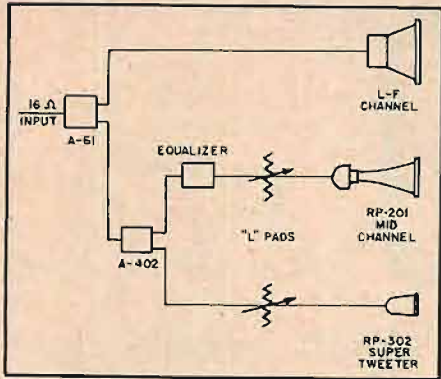 L-F
CHANNEL
16 Ω
INPUT
A-61
EQUALIZER
RP-201
MID
CHANNEL
"L" PADS
A-402
RP-302
SUPER
TWEETER